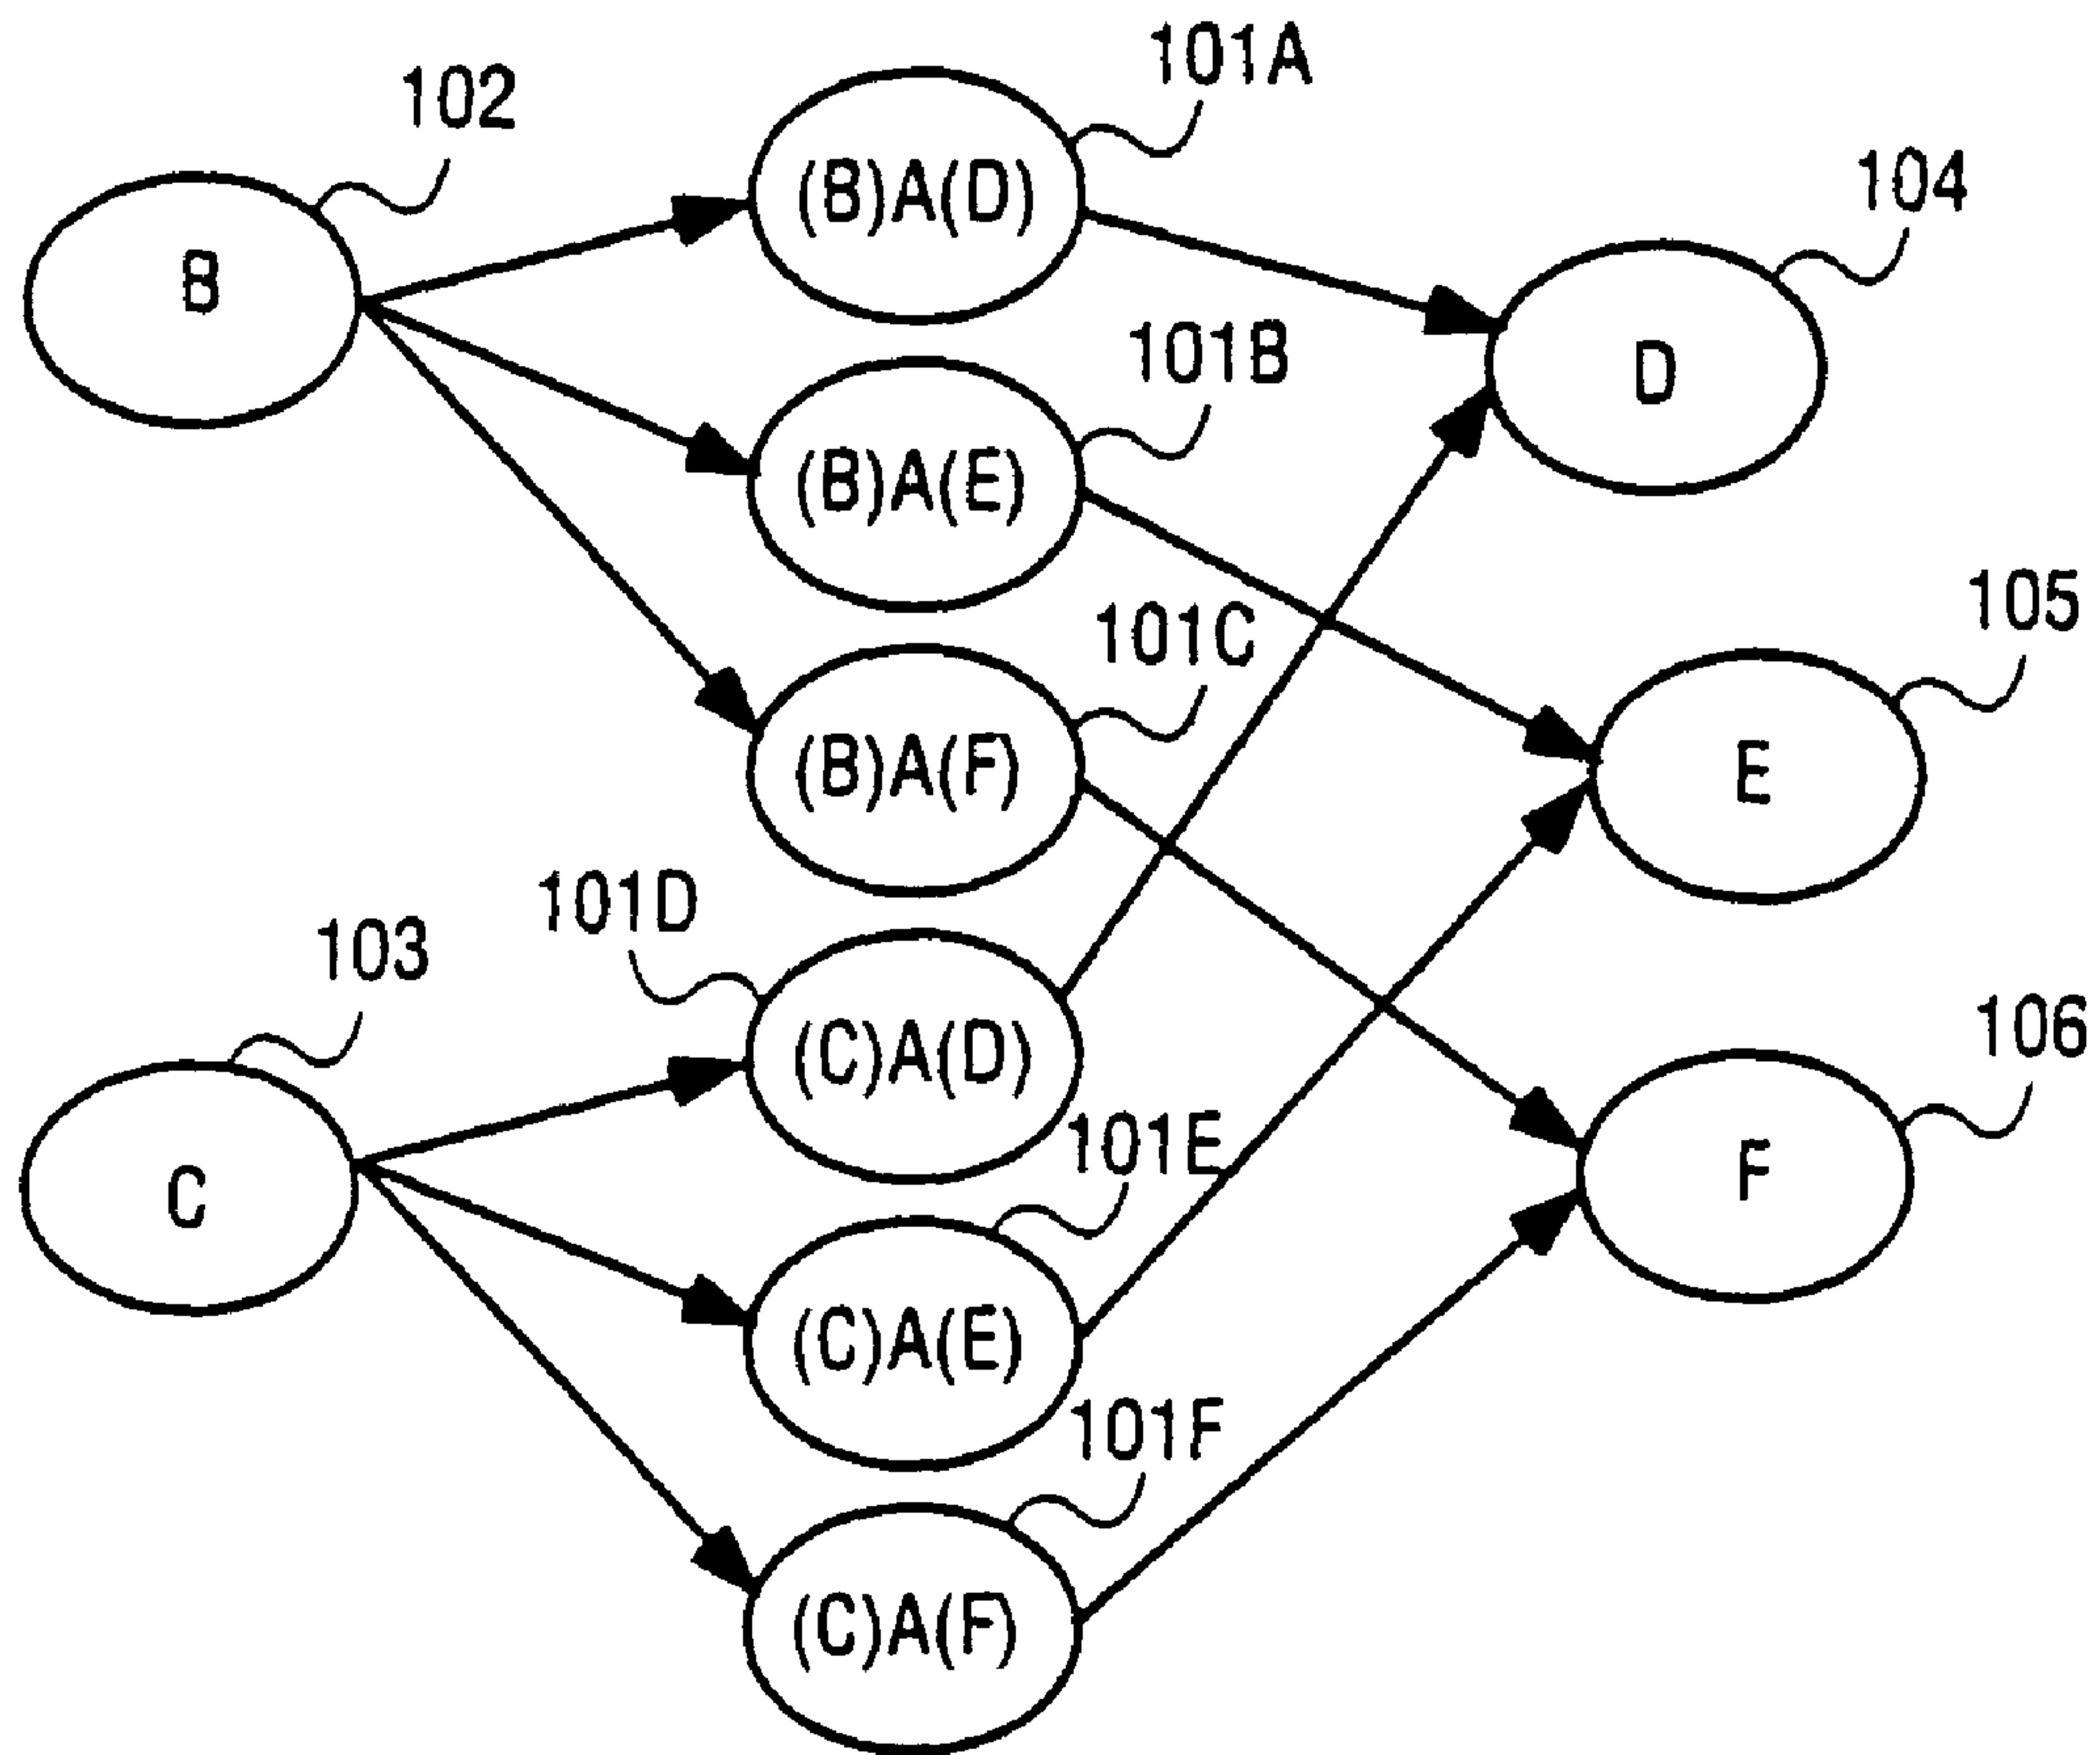 101A
102
(B)A(D)
104
B
101B
D
(B)A(E)
101C
105
(B)A(F)
E
101D
103
(C)A(D)
106
101E
C
F
(C)A(E)
101F
(C)A(F)